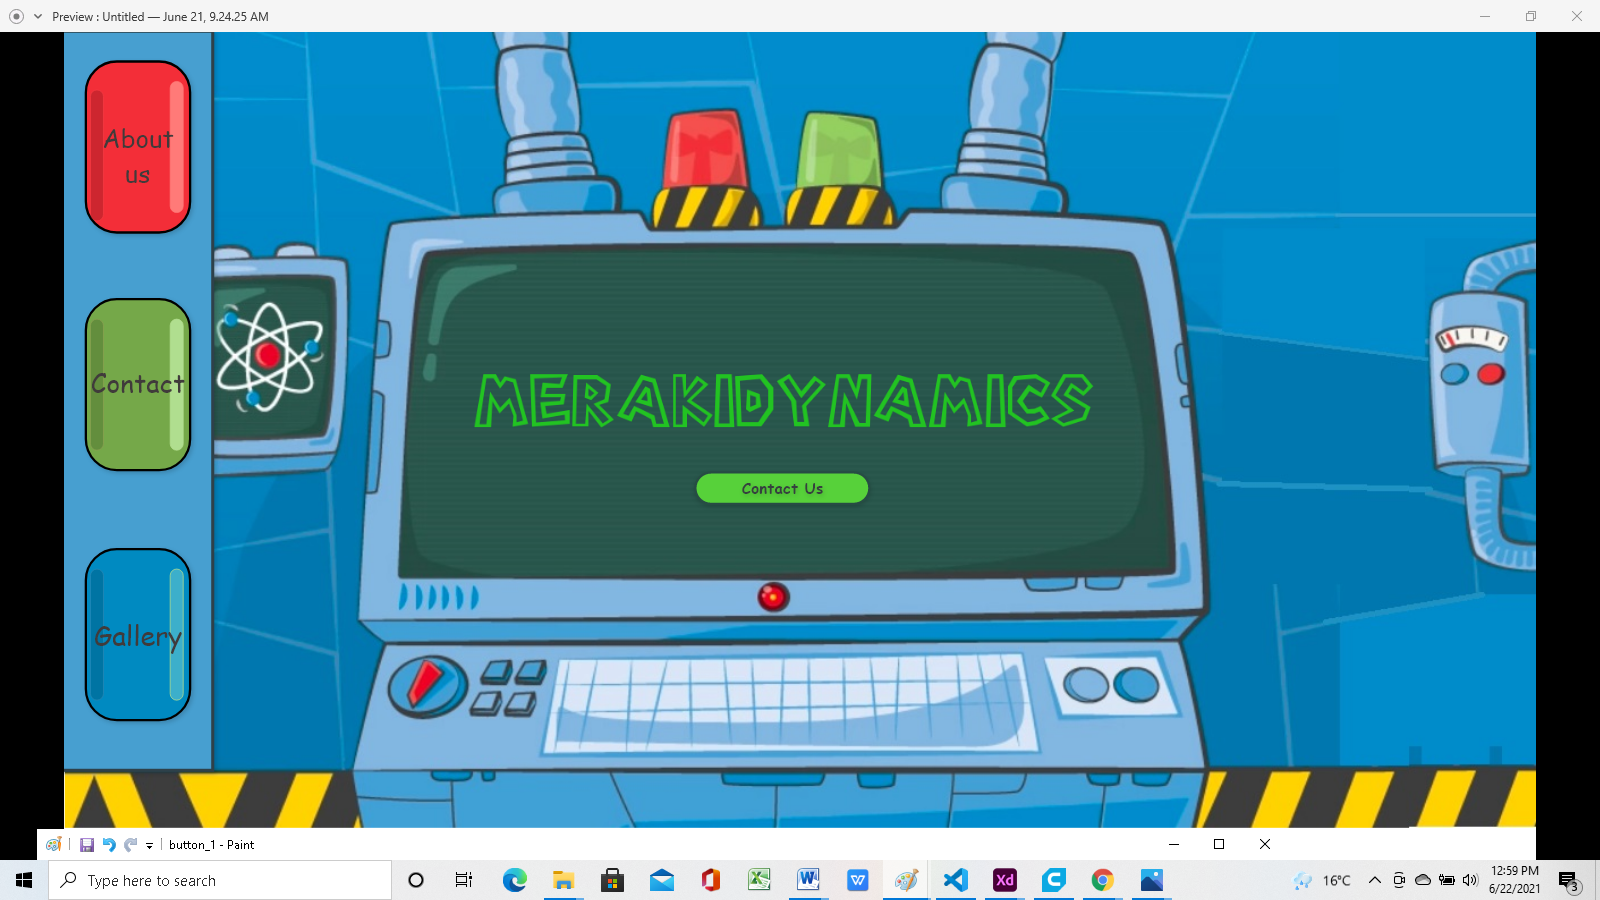 Preview : Untitled — June 21, 9.24.25 AM
About
us
Contact
Gallery
MERAKIDYNAMICS
Contact Us
button_1 - Paint
Type here to search
W
Xd
16°C
12:59 PM
6/22/2021
3